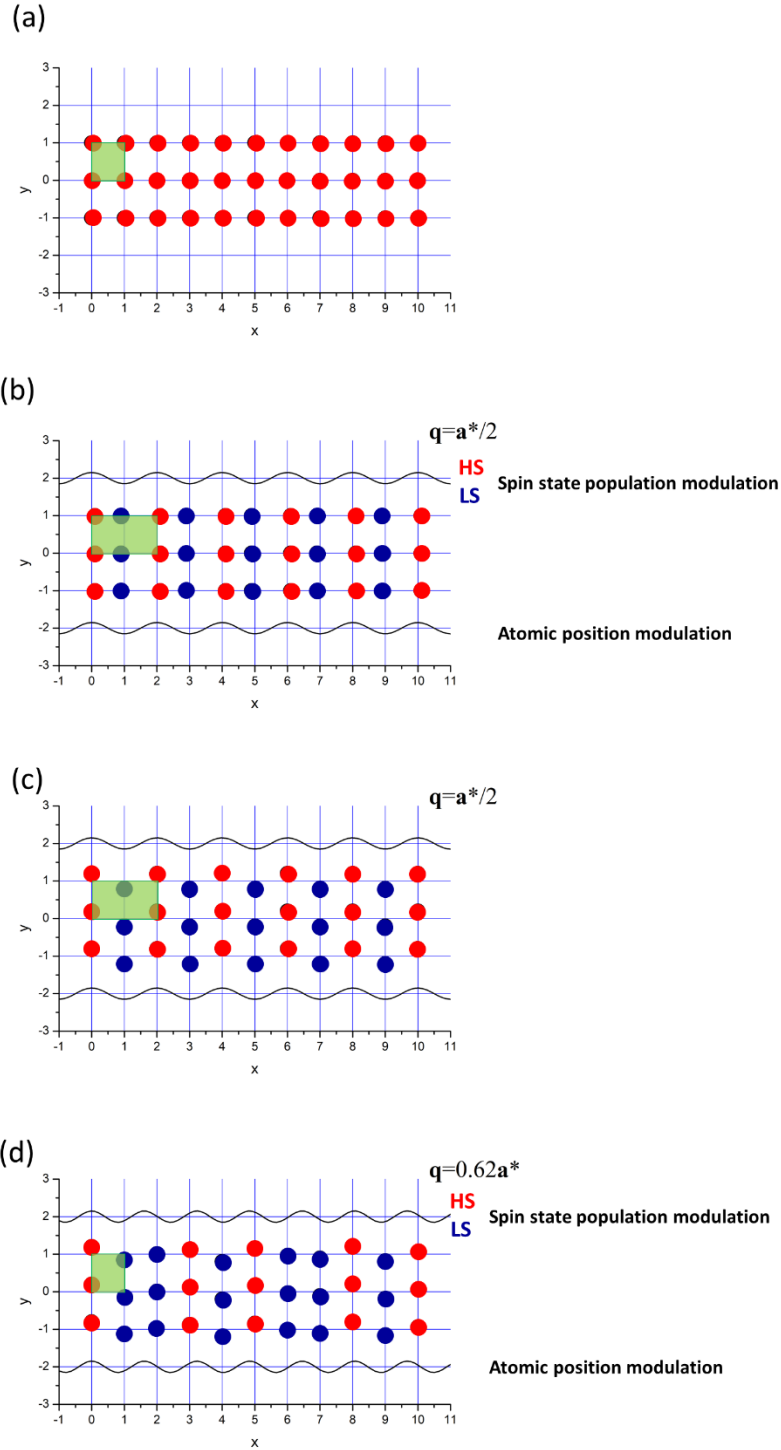 (a)
3
2
1
0
-1
-2
-3
y
-1 0 1 2 3 4 5 6 7 8 9 10 11
x
(b)
q=a*/2
HS
LS
Spin state population modulation
3
2
1
0
-1
-2
-3
y
Atomic position modulation
-1 0 1 2 3 4 5 6 7 8 9 10 11
x
(c)
q=a*/2
3
2
1
0
-1
-2
-3
y
-1 0 1 2 3 4 5 6 7 8 9 10 11
x
(d)
q=0.62a*
HS
LS
Spin state population modulation
3
2
1
0
-1
-2
-3
y
Atomic position modulation
-1 0 1 2 3 4 5 6 7 8 9 10 11
x